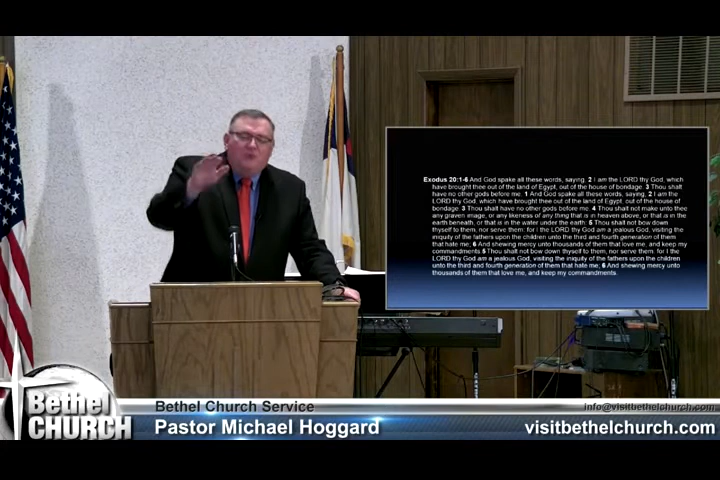 Exodus 20:1-6 And God spake all these words, saying, 2 I am the LORD thy God, which
have brought thee out of the land of Egypt, out of the house of bondage. 3 Thou shalt
have no other gods before me. 1 And God spake all these words, saying, 2 I am the
LORD thy God, which have brought thee out of the land of Egypt, out of the house of
bondage. 3 Thou shalt have no other gods before me. 4 Thou shalt not make unto thee
any graven image, or any likeness of any thing that is in heaven above, or that is in the
earth beneath, or that is in the water under the earth. 5 Thou shalt not bow down
thyself to them, nor serve them: for I the LORD thy God am a jealous God, visiting the
iniquity of the fathers upon the children unto the third and fourth generation of them
that hate me; 6 And shewing mercy unto thousands of them that love me, and keep my
commandments 5 Thou shalt not bow down thyself to them, nor serve them: for I the
LORD thy God am a jealous God, visiting the iniquity of the fathers upon the children
unto the third and fourth generation of them that hate me; 6 And shewing mercy unto
thousands of them that love me, and keep my commandments.
Bethel
CHURCH
Bethel Church Service
info@visitbethelchurch.com
Pastor Michael Hoggard
visitbethelchurch.com